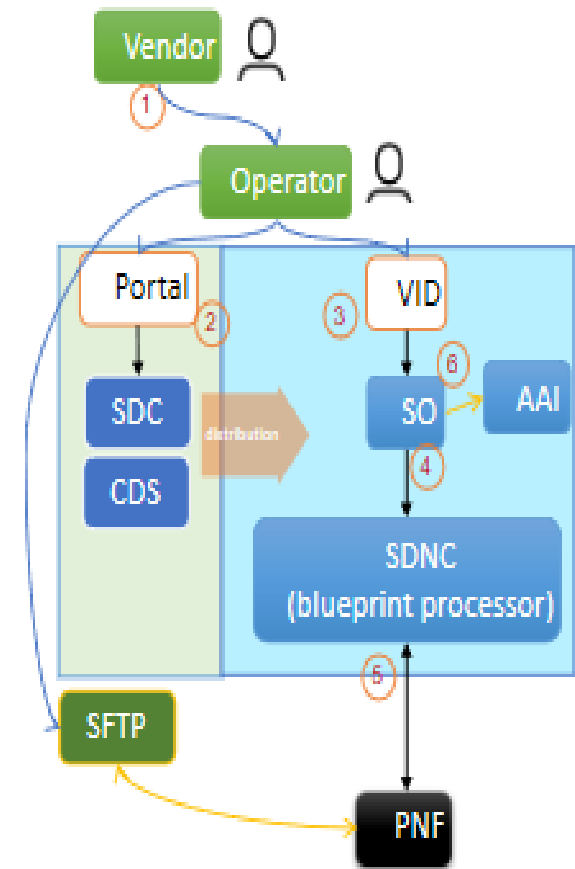 Vendor
1
Operator
Portal
2
VID
3
6
SDC
SO
AAI
distribution
4
CDS
SDNC
(blueprint processor)
5
SFTP
PNF